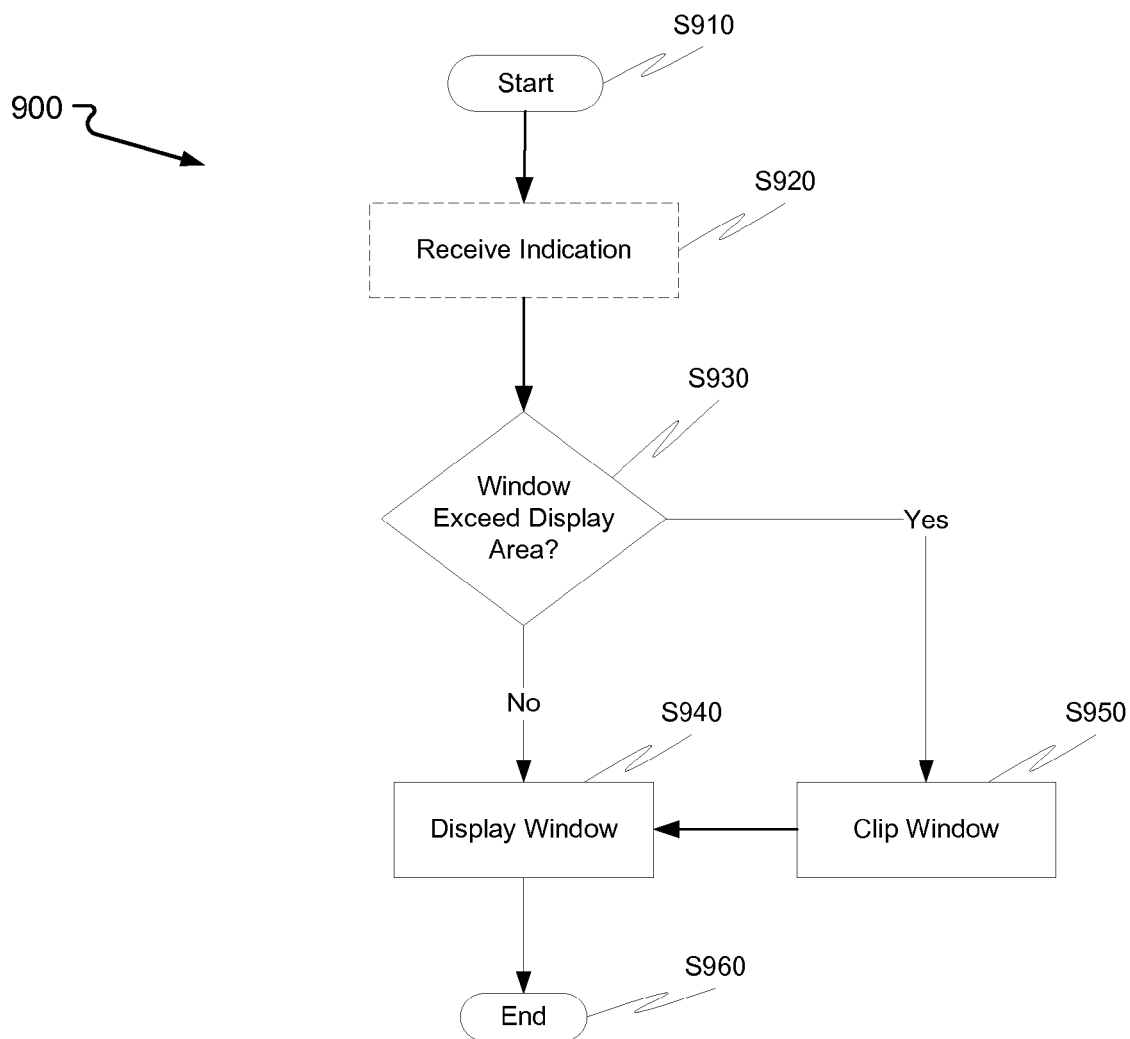 S910
Start
900
S920
Receive Indication
S930
Window
Exceed Display
Area?
Yes
No
S940
S950
Display Window
Clip Window
S960
End